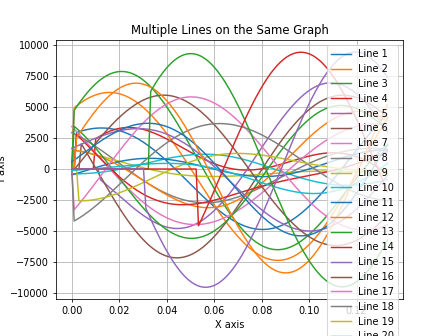 Multiple Lines on the Same Graph
10000
7500
5000
2500
0
−2500
−5000
−7500
−10000
0.00
0.02
0.04
0.06
0.08
0.10
X axis
Line 1
Line 2
Line 3
Line 4
Line 5
Line 6
Line 7
Line 8
Line 9
Line 10
Line 11
Line 12
Line 13
Line 14
Line 15
Line 16
Line 17
Line 18
Line 19
Line 20